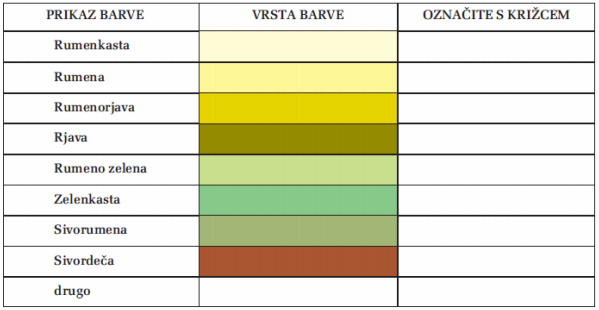 PRIKAZ BARVE VRSTA BARVE OZNAČITE S KRIŽCEM
Rumenkasta
Rumena
Rumenorjava
Rjava
Rumeno zelena
Zelenkasta
Sivorumena
Sivordeča
drugo